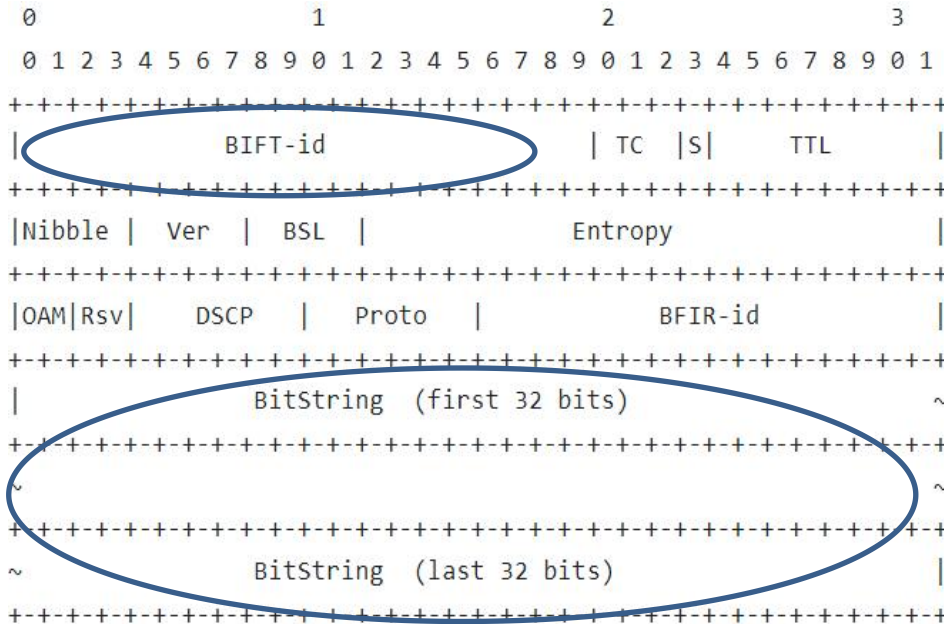 0 1 2 3
0 1 2 3 4 5 6 7 8 9 0 1 2 3 4 5 6 7 8 9 0 1 2 3 4 5 6 7 8 9 0 1
+-+-+-+-+-+-+-+-+-+-+-+-+-+-+-+-+-+-+-+-+-+-+-+-+-+-+-+-+-+-+-+-+
| BIFT-id | TC |S| TTL |
+-+-+-+-+-+-+-+-+-+-+-+-+-+-+-+-+-+-+-+-+-+-+-+-+-+-+-+-+-+-+-+-+
|Nibble | Ver | BSL | Entropy |
+-+-+-+-+-+-+-+-+-+-+-+-+-+-+-+-+-+-+-+-+-+-+-+-+-+-+-+-+-+-+-+-+
|OAM|Rsv| DSCP | Proto | BFIR-id |
+-+-+-+-+-+-+-+-+-+-+-+-+-+-+-+-+-+-+-+-+-+-+-+-+-+-+-+-+-+-+-+-+
| BitString (first 32 bits) ~
+-+-+-+-+-+-+-+-+-+-+-+-+-+-+-+-+-+-+-+-+-+-+-+-+-+-+-+-+-+-+-+-+
~ ~
+-+-+-+-+-+-+-+-+-+-+-+-+-+-+-+-+-+-+-+-+-+-+-+-+-+-+-+-+-+-+-+-+
~ BitString (last 32 bits) |
+-+-+-+-+-+-+-+-+-+-+-+-+-+-+-+-+-+-+-+-+-+-+-+-+-+-+-+-+-+-+-+-+